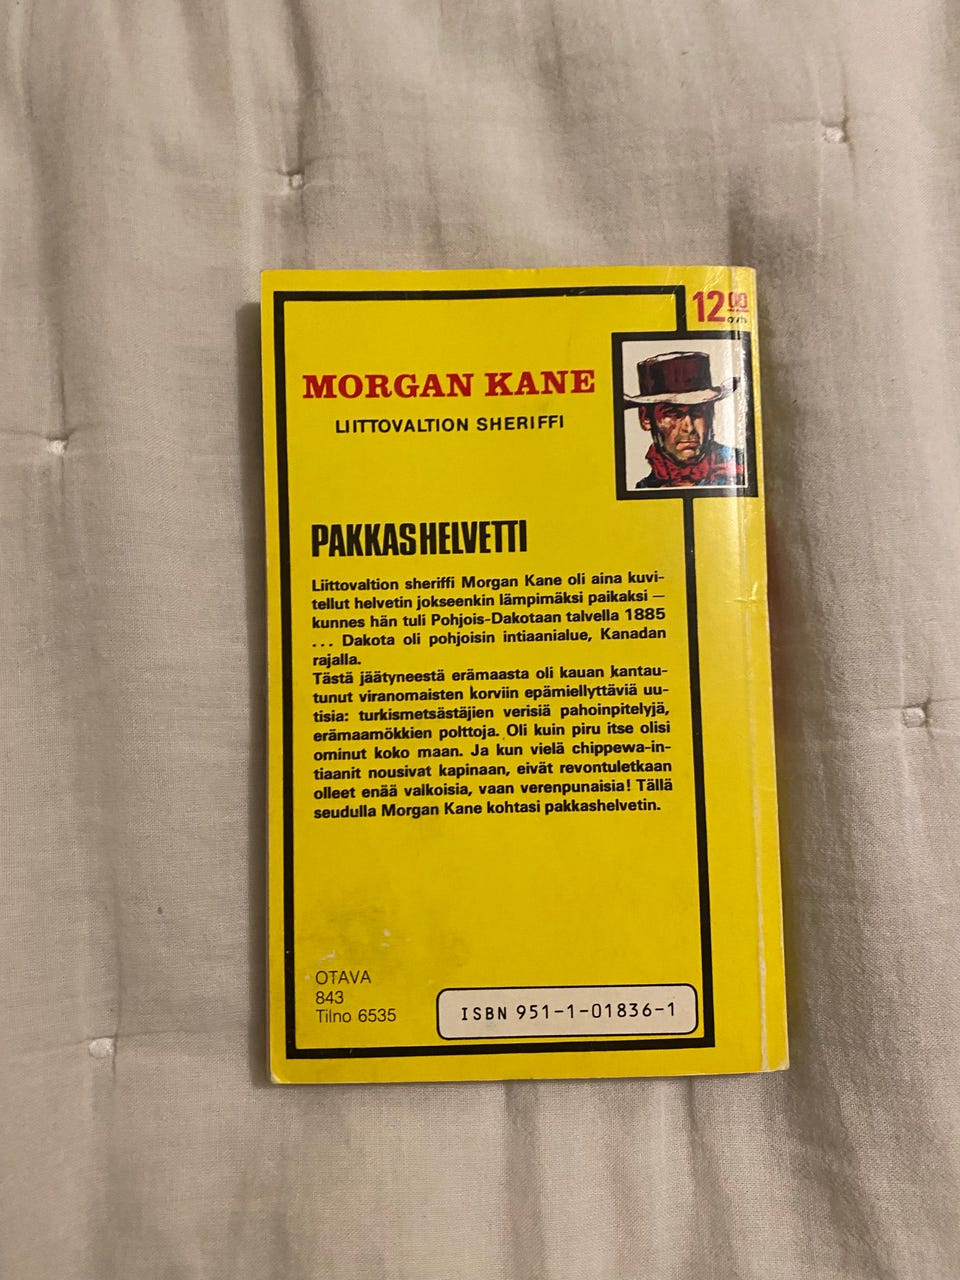 12 00
ovh
MORGAN KANE
LIITTOVALTION SHERIFFI
PAKKASHELVETTI
Liittovaltion sheriffi Morgan Kane oli aina kuvi-
tellut helvetin jokseenkin lämpimäksi paikaksi —
kunnes hän tuli Pohjois-Dakotaan talvella 1885
... Dakota oli pohjoisin intiaanialue, Kanadan
rajalla.
Tästä jäätyneestä erämaasta oli kauan kantau-
tunut viranomaisten korviin epämiellyttäviä uu-
tisia: turkismetsästäjien verisiä pahoinpitelyjä,
erämaamökkien polttoja. Oli kuin piru itse olisi
ominut koko maan. Ja kun vielä chippewa-in-
tiaanit nousivat kapinaan, eivät revontuletkaan
olleet enää valkoisia, vaan verenpunaisia! Tällä
seudulla Morgan Kane kohtasi pakkashelvetin.
OTAVA
843
Tilno 6535
ISBN 951-1-01836-1